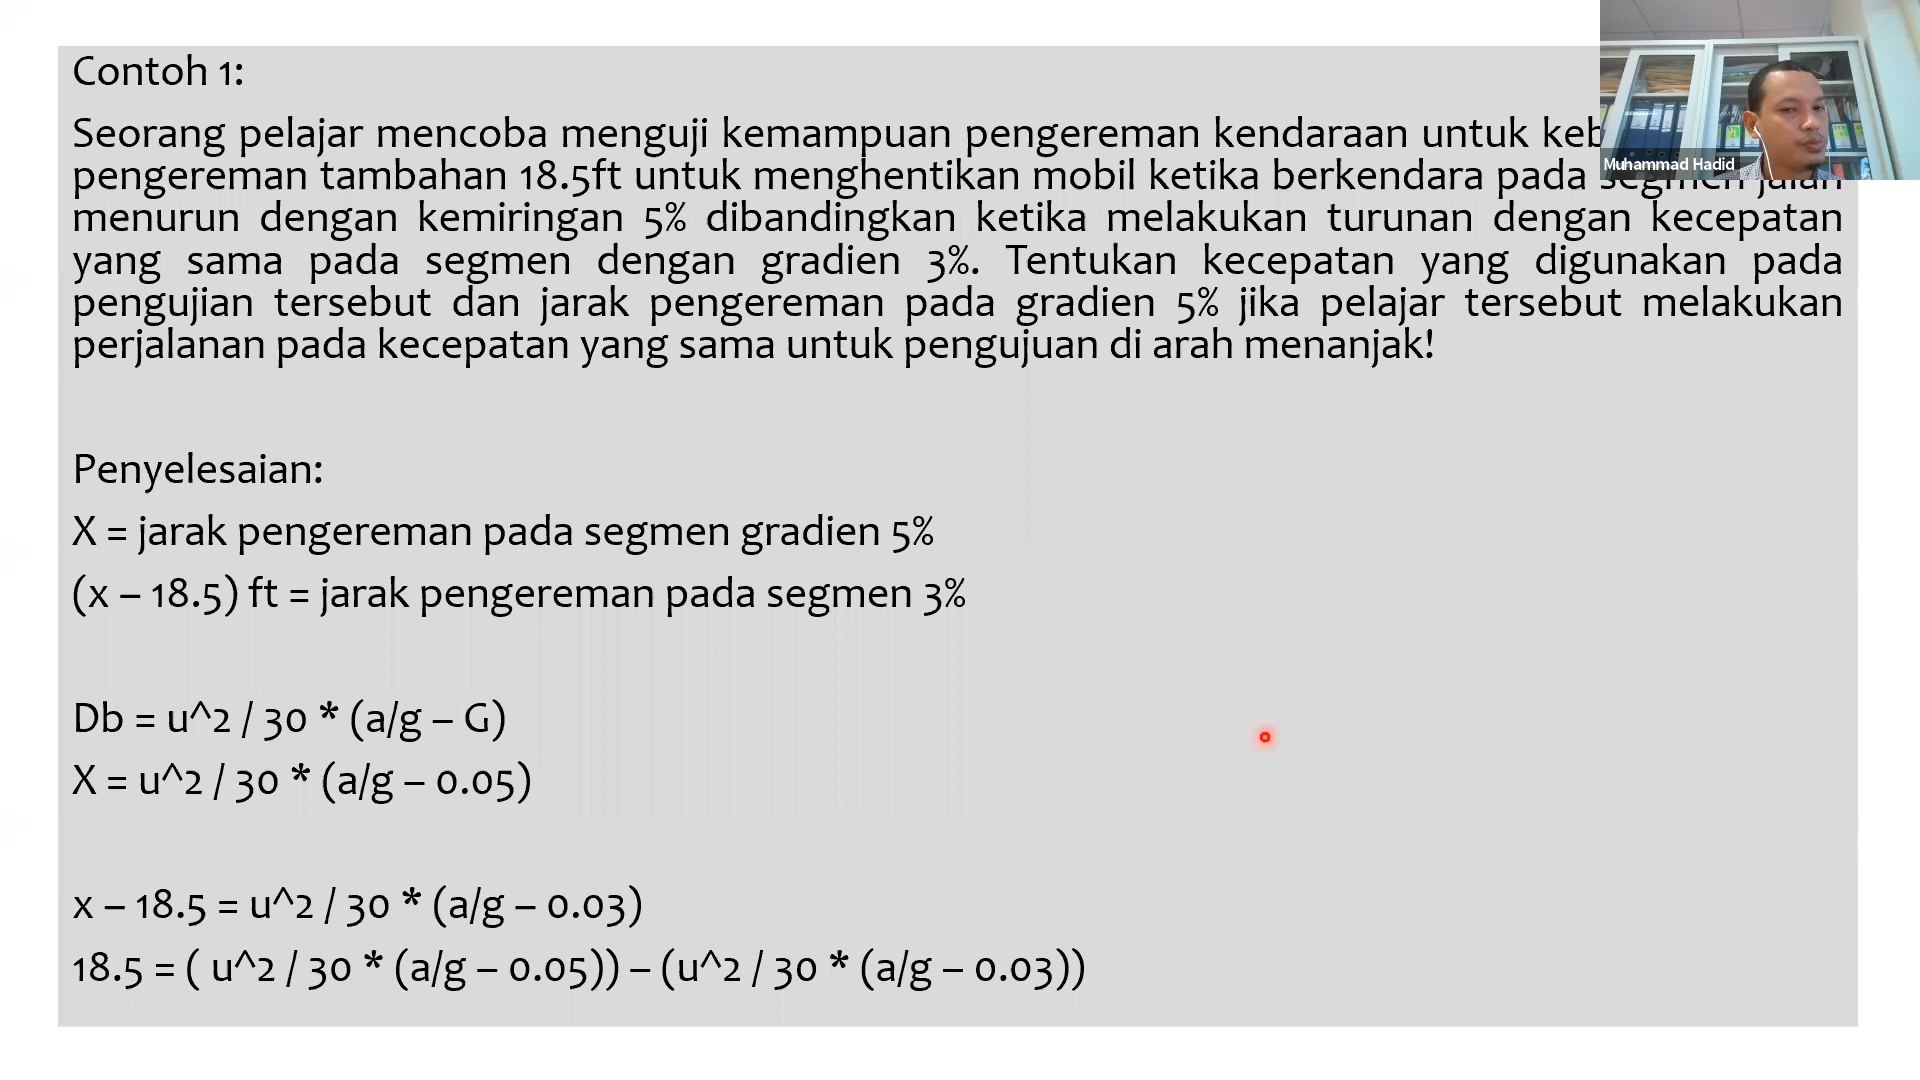 Contoh 1:
Seorang pelajar mencoba menguji kemampuan pengereman kendaraan untuk
Muhammad Hadid
pengereman tambahan 18.5ft untuk menghentikan mobil ketika berkendara pada segmen jalan
menurun dengan kemiringan 5% dibandingkan ketika melakukan turunan dengan kecepatan
yang sama pada segmen dengan gradien 3%. Tentukan kecepatan yang digunakan pada
pengujian tersebut dan jarak pengereman pada gradien 5% jika pelajar tersebut melakukan
perjalanan pada kecepatan yang sama untuk pengujuan di arah menanjak!
Penyelesaian:
X = jarak pengereman pada segmen gradien 5%
(x – 18.5) ft = jarak pengereman pada segmen 3%
Db = u^2 / 30 * (a/g – G)
X = u^2 / 30 * (a/g – 0.05)
x – 18.5 = u^2 / 30 * (a/g – 0.03)
18.5 = ( u^2 / 30 * (a/g – 0.05)) – (u^2 / 30 * (a/g – 0.03))